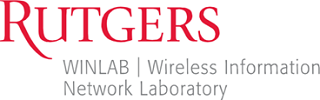 RUTGERS
WINLAB | Wireless Information
Network Laboratory